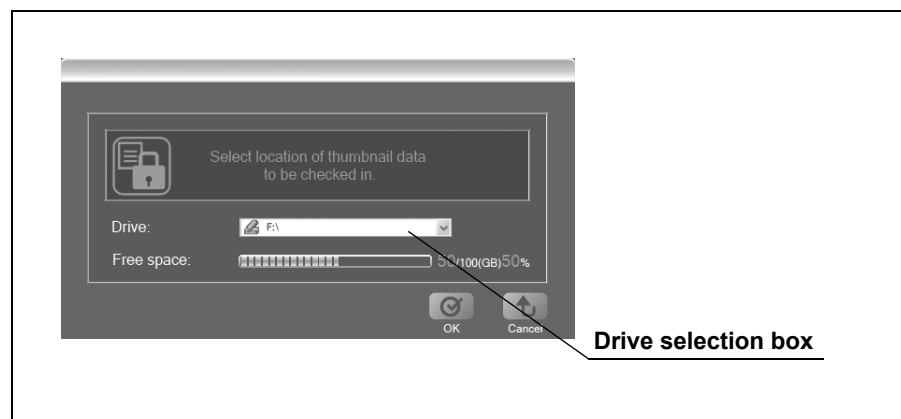 Select location of thumbnail data
to be checked in.
Drive:
F:\
Free space:
50/100(GB)50%
OK
Cancel
Drive selection box